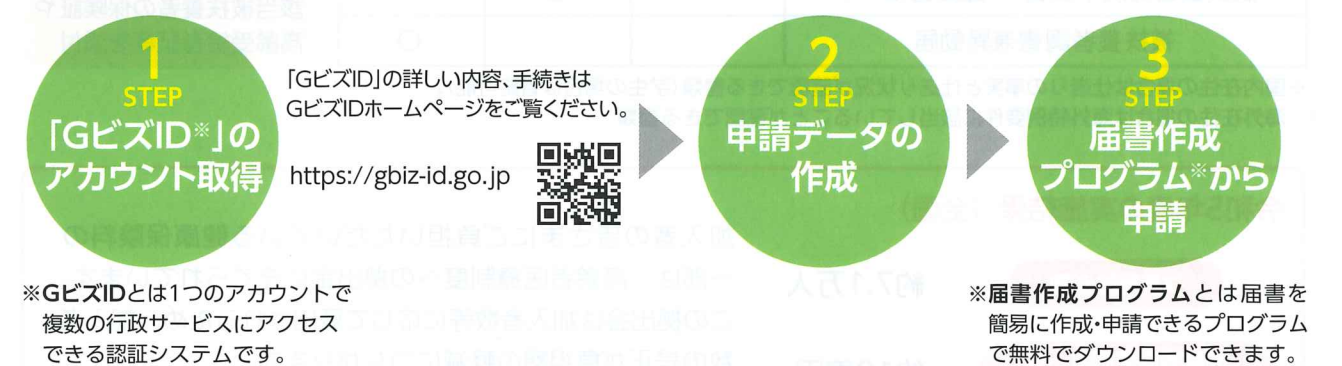 1
STEP
「GビズID※」の
アカウント取得
「GビズID」の詳しい内容、手続きは
GビズIDホームページをご覧ください。
https://gbiz-id.go.jp
2
STEP
申請データの
作成
3
STEP
届書作成
プログラム※から
申請
※GビズIDとは1つのアカウントで
複数の行政サービスにアクセス
できる認証システムです。
※届書作成プログラムとは届書を
簡易に作成・申請できるプログラム
で無料でダウンロードできます。